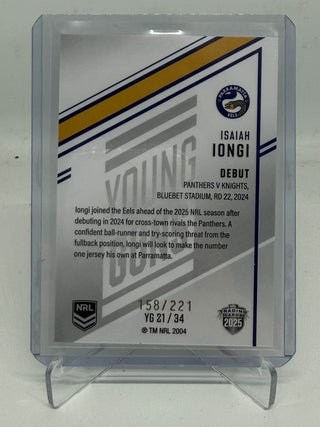 PARRAMATTA
EELS
ISAIAH
IONGI
DEBUT
PANTHERS V KNIGHTS,
BLUEBET STADIUM, RD 22, 2024
YOUNG
GUNS
Iongi joined the Eels ahead of the 2025 NRL season after
debuting in 2024 for cross-town rivals the Panthers. A
confident ball-runner and try-scoring threat from the
fullback position, Iongi will look to make the number
one jersey his own at Parramatta.
NRL
158/221
YG 21 / 34
® TM NRL 2004
TRADING
CARDS
2025